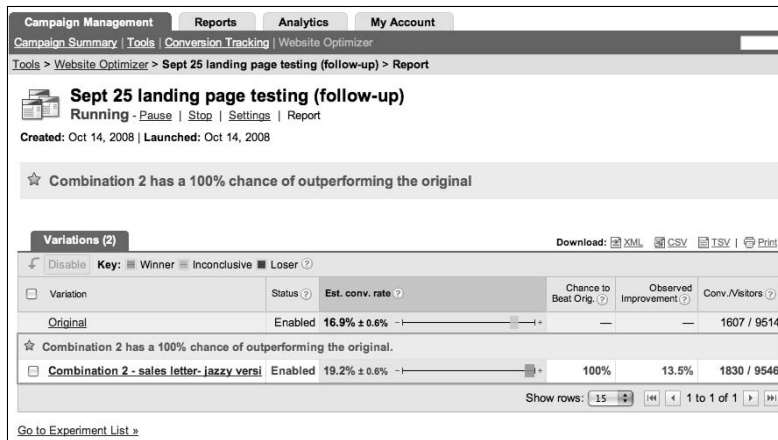 Campaign Management Reports Analytics My Account
Campaign Summary | Tools | Conversion Tracking | Website Optimizer
Tools > Website Optimizer > Sept 25 landing page testing (follow-up) > Report
Sept 25 landing page testing (follow-up)
Running - Pause | Stop | Settings | Report
Created: Oct 14, 2008 | Launched: Oct 14, 2008
Combination 2 has a 100% chance of outperforming the original
Variations (2) Download: XML CSV TSV | Print
Disable Key: Winner Inconclusive Loser ?
Variation Status ? Est. conv. rate ? Chance to Beat Orig. ? Observed Improvement ? Conv./Visitors ?
Original Enabled 16.9% ± 0.6% - + — — 1607 / 9514
Combination 2 has a 100% chance of outperforming the original.
Combination 2 - sales letter- jazzy versi Enabled 19.2% ± 0.6% - + 100% 13.5% 1830 / 9546
Show rows: 15 1 to 1 of 1
Go to Experiment List »